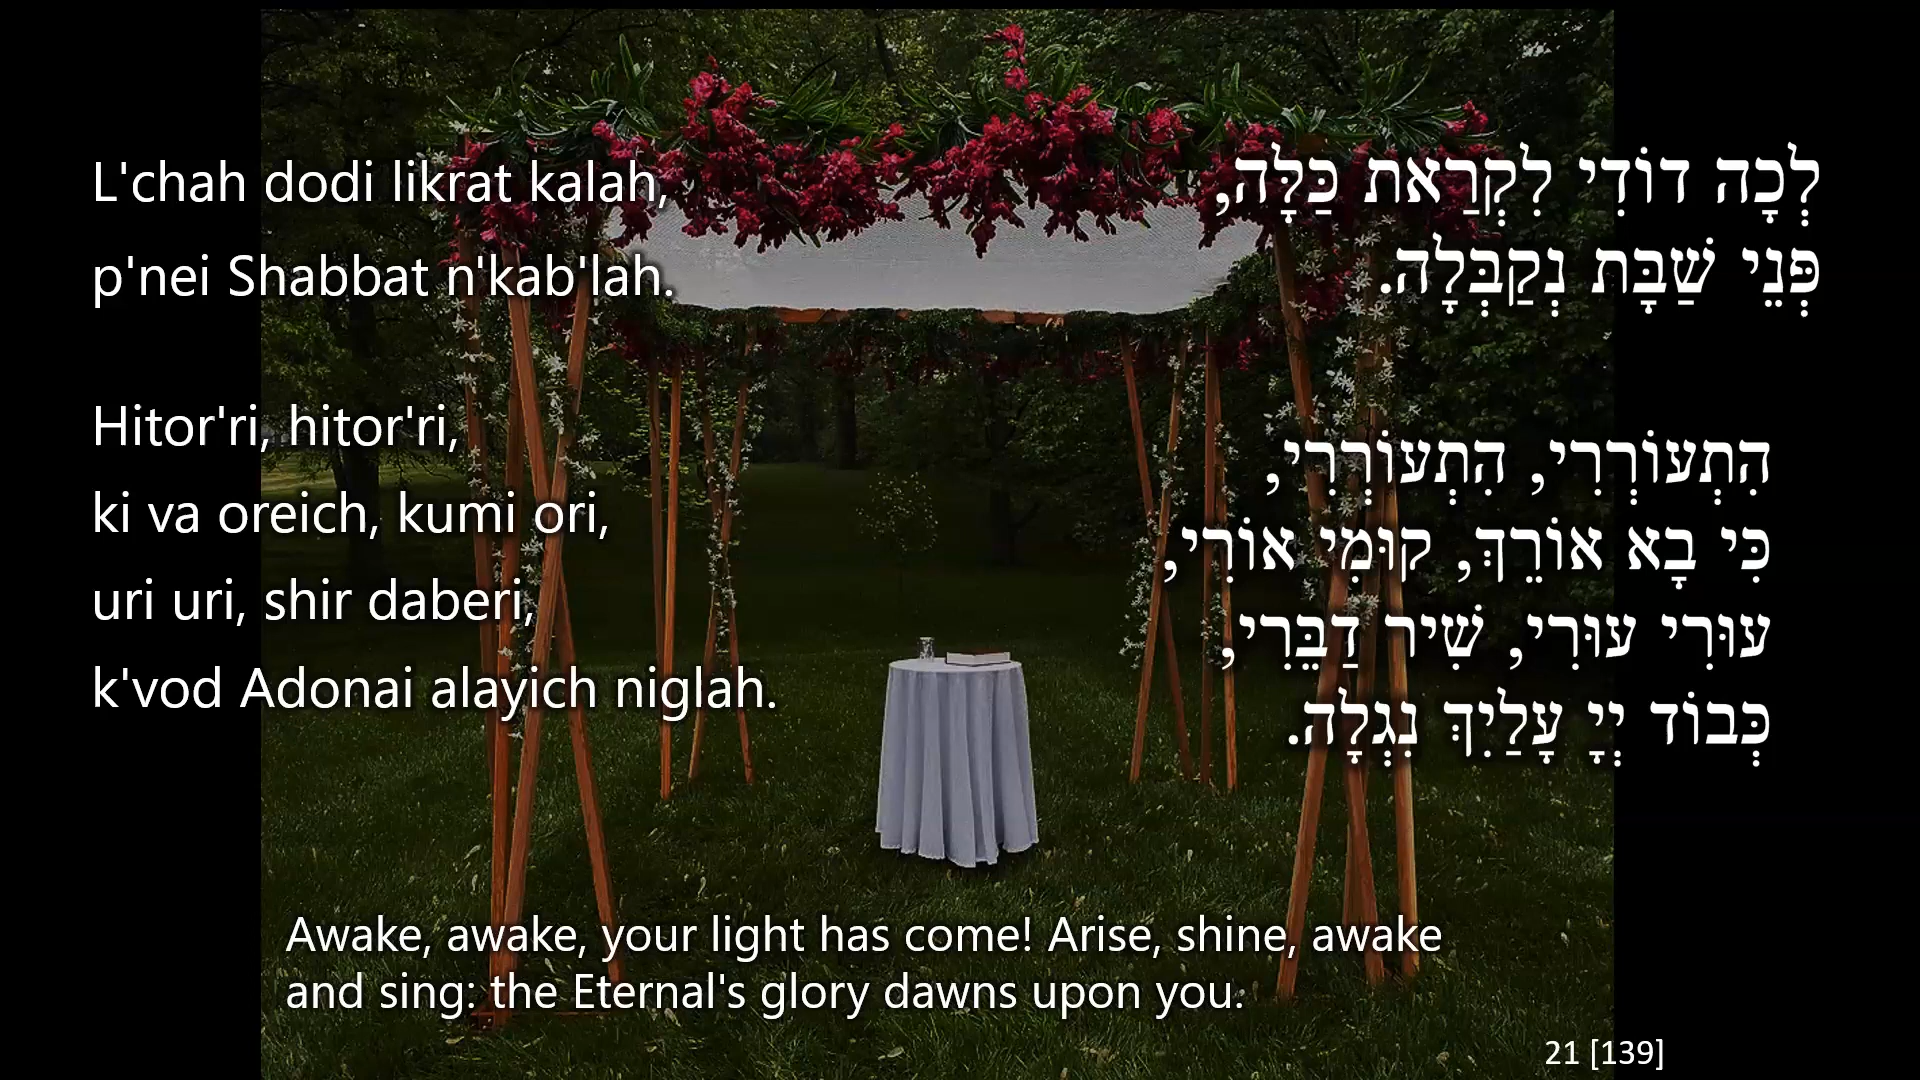 L'chah dodi likrat kalah,
p'nei Shabbat n'kab'lah.
Hitor'ri, hitor'ri,
ki va oreich, kumi ori,
uri uri, shir daberi,
k'vod Adonai alayich niglah.
לְכָה דוֹדִי לִקְרַאת כַּלָּה,
פְּנֵי שַׁבָּת נְקַבְּלָה.
הִתְעוֹרְרִי, הִתְעוֹרְרִי,
כִּי בָא אוֹרֵךְ, קוּמִי אוֹרִי,
עוּרִי עוּרִי, שִׁיר דַּבֵּרִי,
כְּבוֹד יְיָ עָלַיִךְ נִגְלָה.
Awake, awake, your light has come! Arise, shine, awake
and sing: the Eternal's glory dawns upon you.
21 [139]